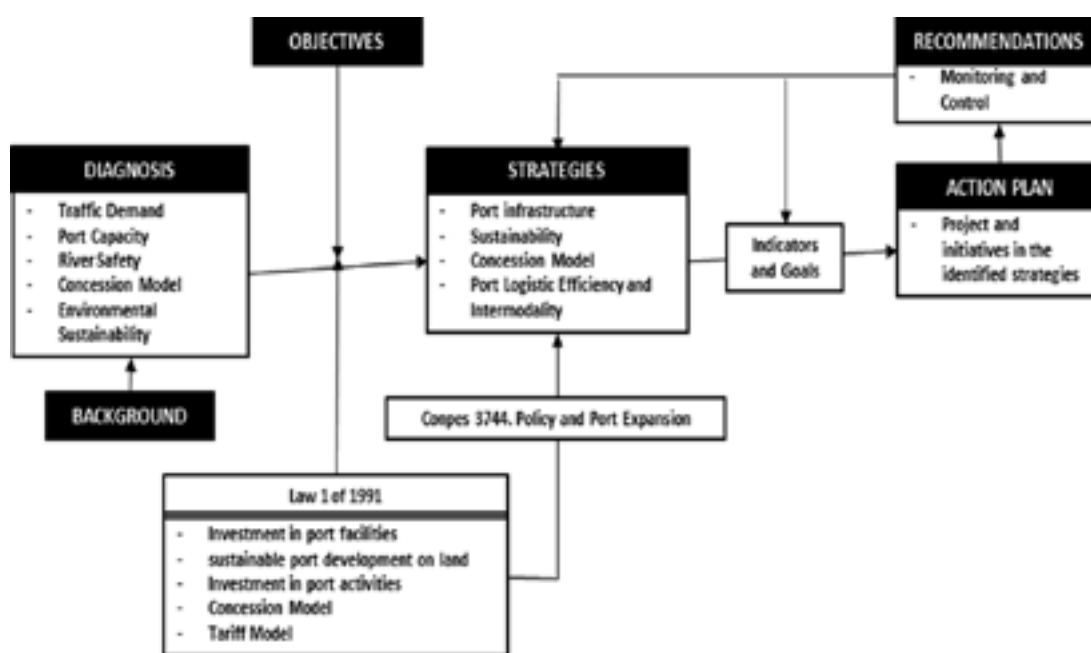 OBJECTIVES
RECOMMENDATIONS
- Monitoring and
Control
DIAGNOSIS
- Traffic Demand
- Port Capacity
- River Safety
- Concession Model
- Environmental
Sustainability
STRATEGIES
- Port infrastructure
- Sustainability
- Concession Model
- Port Logistic Efficiency and
Intermodality
Indicators
and Goals
ACTION PLAN
- Project and
initiatives in the
identified strategies
BACKGROUND
Conpes 3744. Policy and Port Expansion
Law 1 of 1991
- Investment in port facilities
- sustainable port development on land
- Investment in port activities
- Concession Model
- Tariff Model